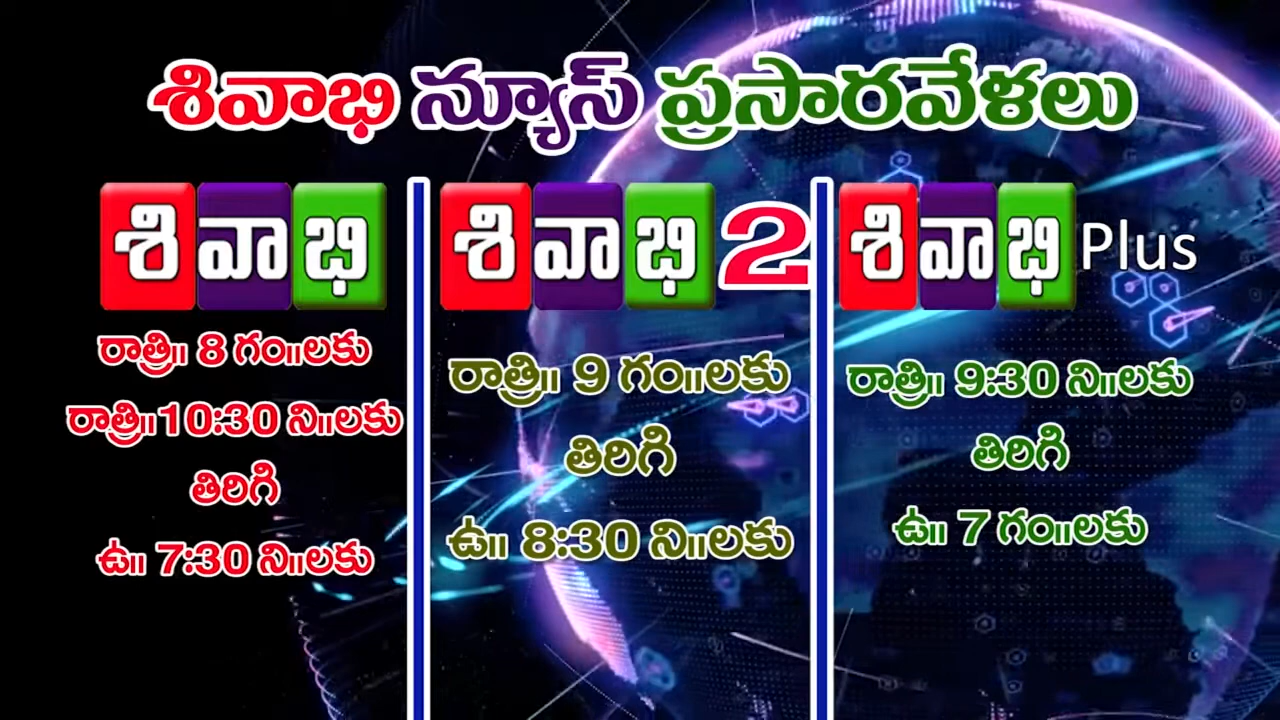 శివాభి న్యూస్ ప్రసారవేళలు
శివాభి
రాత్రి॥ 8 గం॥లకు
రాత్రి॥10:30 ని॥లకు
తిరిగి
ఉ॥ 7:30 ని॥లకు
శివాభి 2
రాత్రి॥ 9 గం॥లకు
తిరిగి
ఉ॥ 8:30 ని॥లకు
శివాభి Plus
రాత్రి॥ 9:30 ని॥లకు
తిరిగి
ఉ॥ 7 గం॥లకు